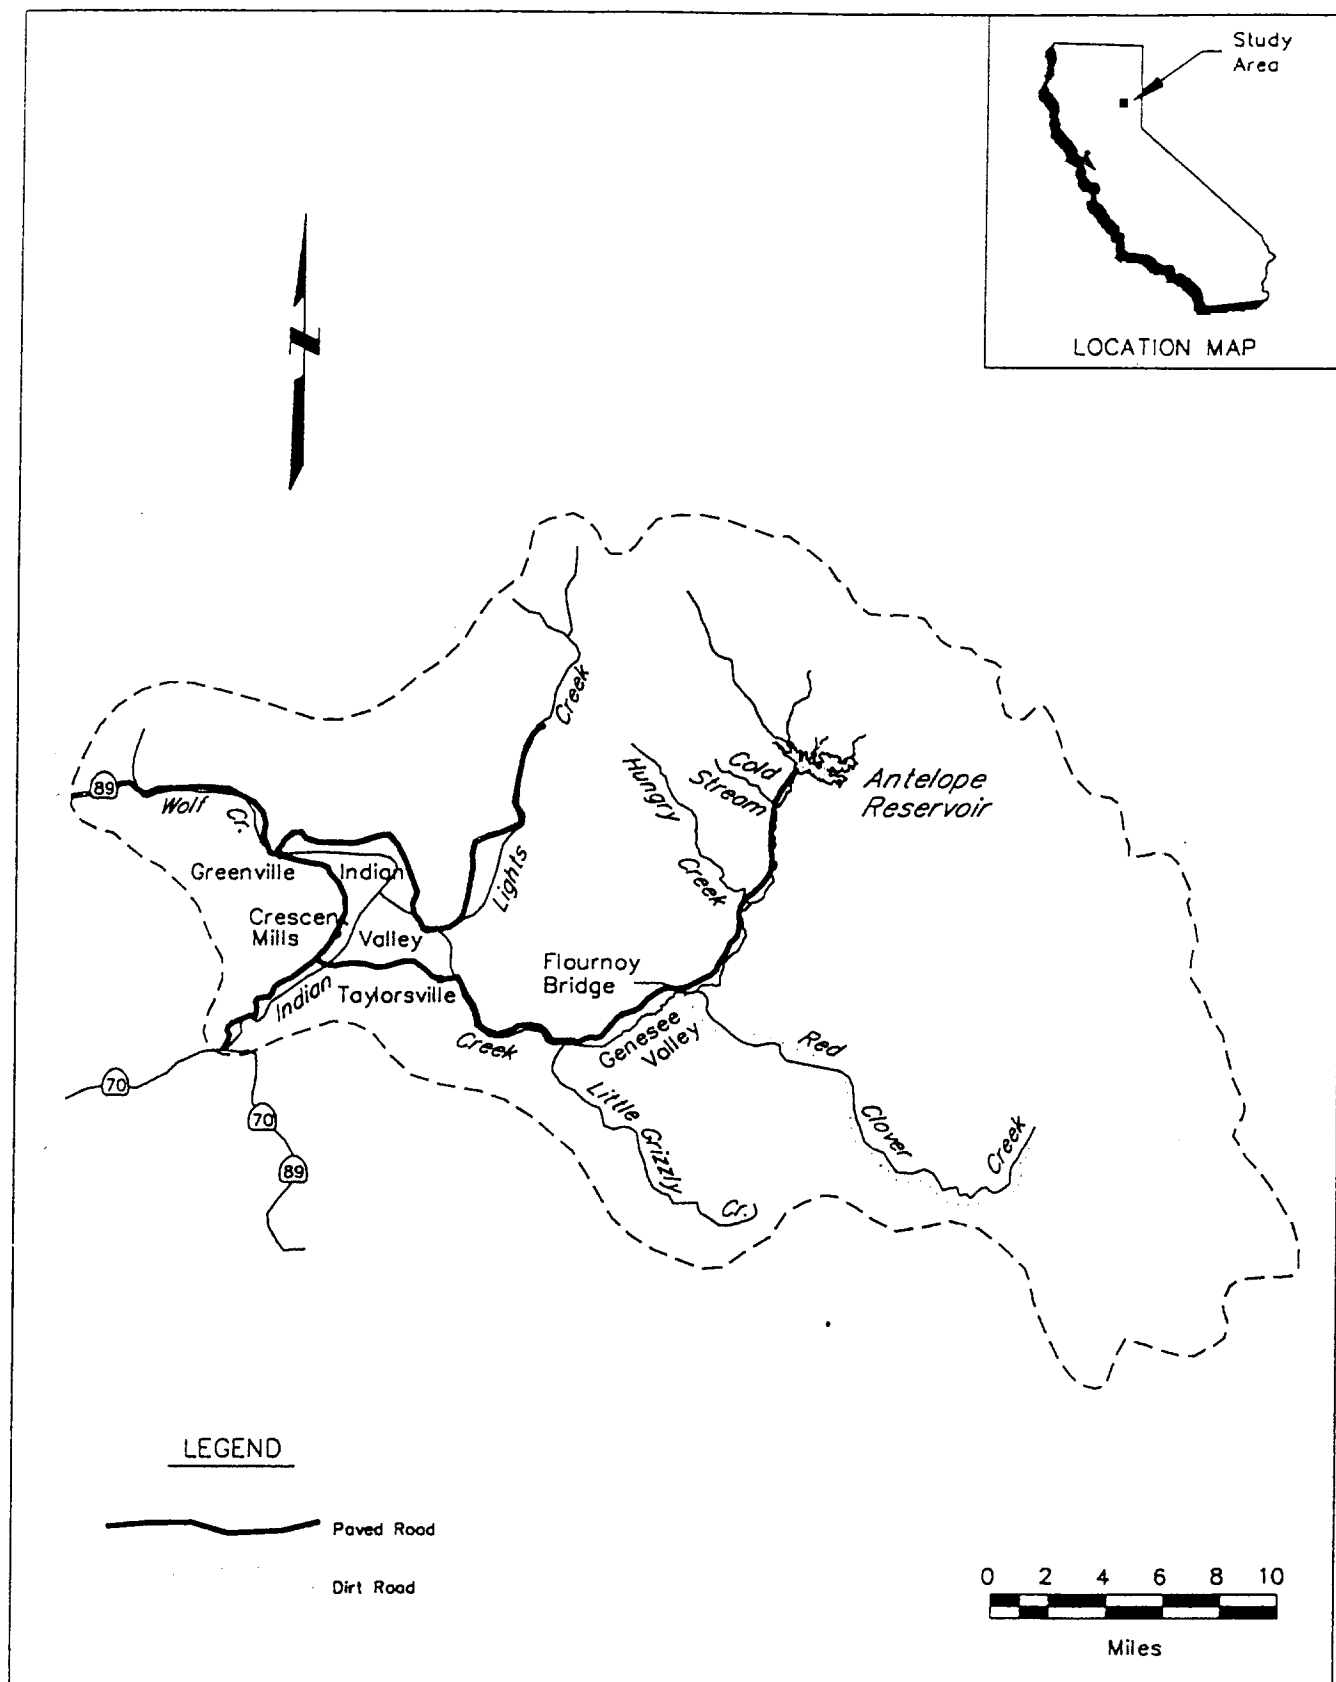 Study
Area
LOCATION MAP
N
Creek
89
Wolf
Cr.
Hungry
Creek
Cold
Stream
Antelope
Reservoir
Greenville
Indian
Valley
Lights
Crescen
Mills
Flournoy
Bridge
Indian
Taylorsville
Creek
Genesee
Valley
Red
Clover
Creek
70
70
89
Little Grizzly
Cr.
LEGEND
Paved Road
Dirt Road
0 2 4 6 8 10
Miles